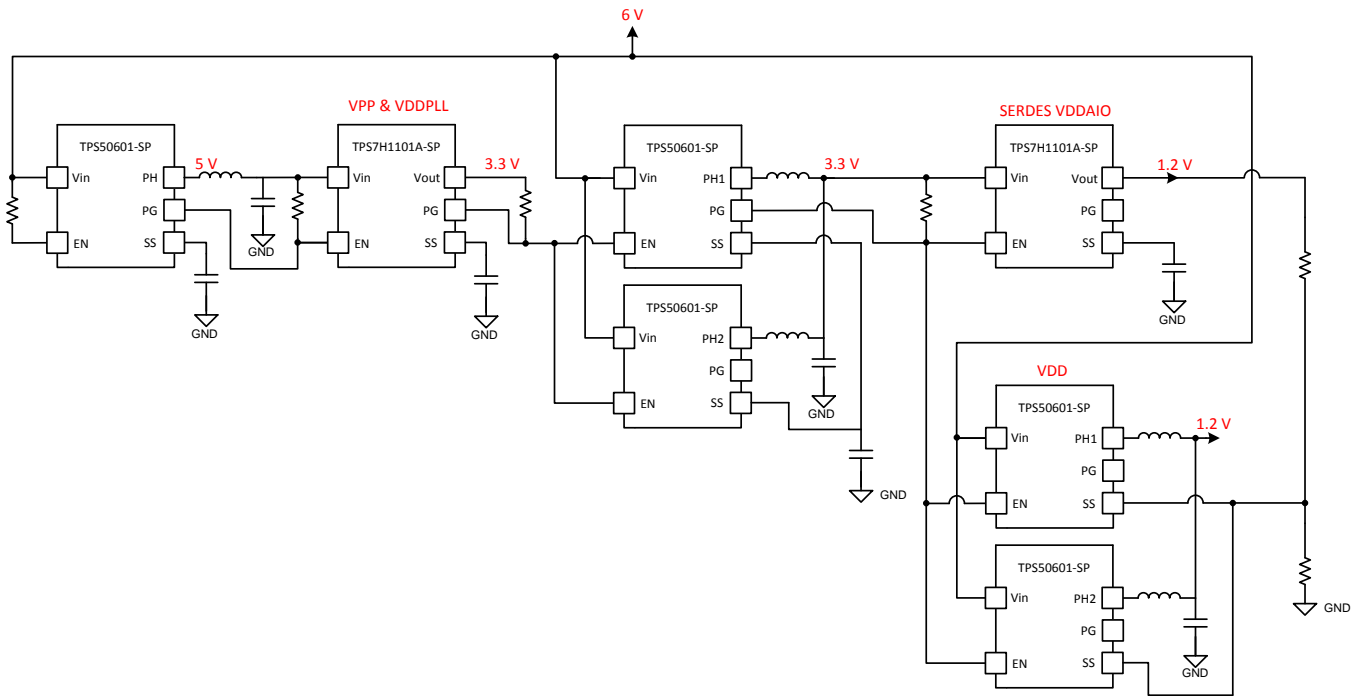 6 V
VPP & VDDPLL
SERDES VDDAIO
TPS50601-SP
TPS7H1101A-SP
TPS50601-SP
TPS7H1101A-SP
5 V
3.3 V
3.3 V
1.2 V
Vin
PH
Vin
Vout
Vin
PH1
Vin
Vout
PG
PG
PG
PG
EN
SS
EN
SS
EN
SS
EN
SS
GND
GND
GND
GND
TPS50601-SP
Vin
PH2
PG
EN
SS
GND
GND
VDD
TPS50601-SP
1.2 V
Vin
PH1
PG
EN
SS
TPS50601-SP
Vin
PH2
GND
PG
EN
SS
GND